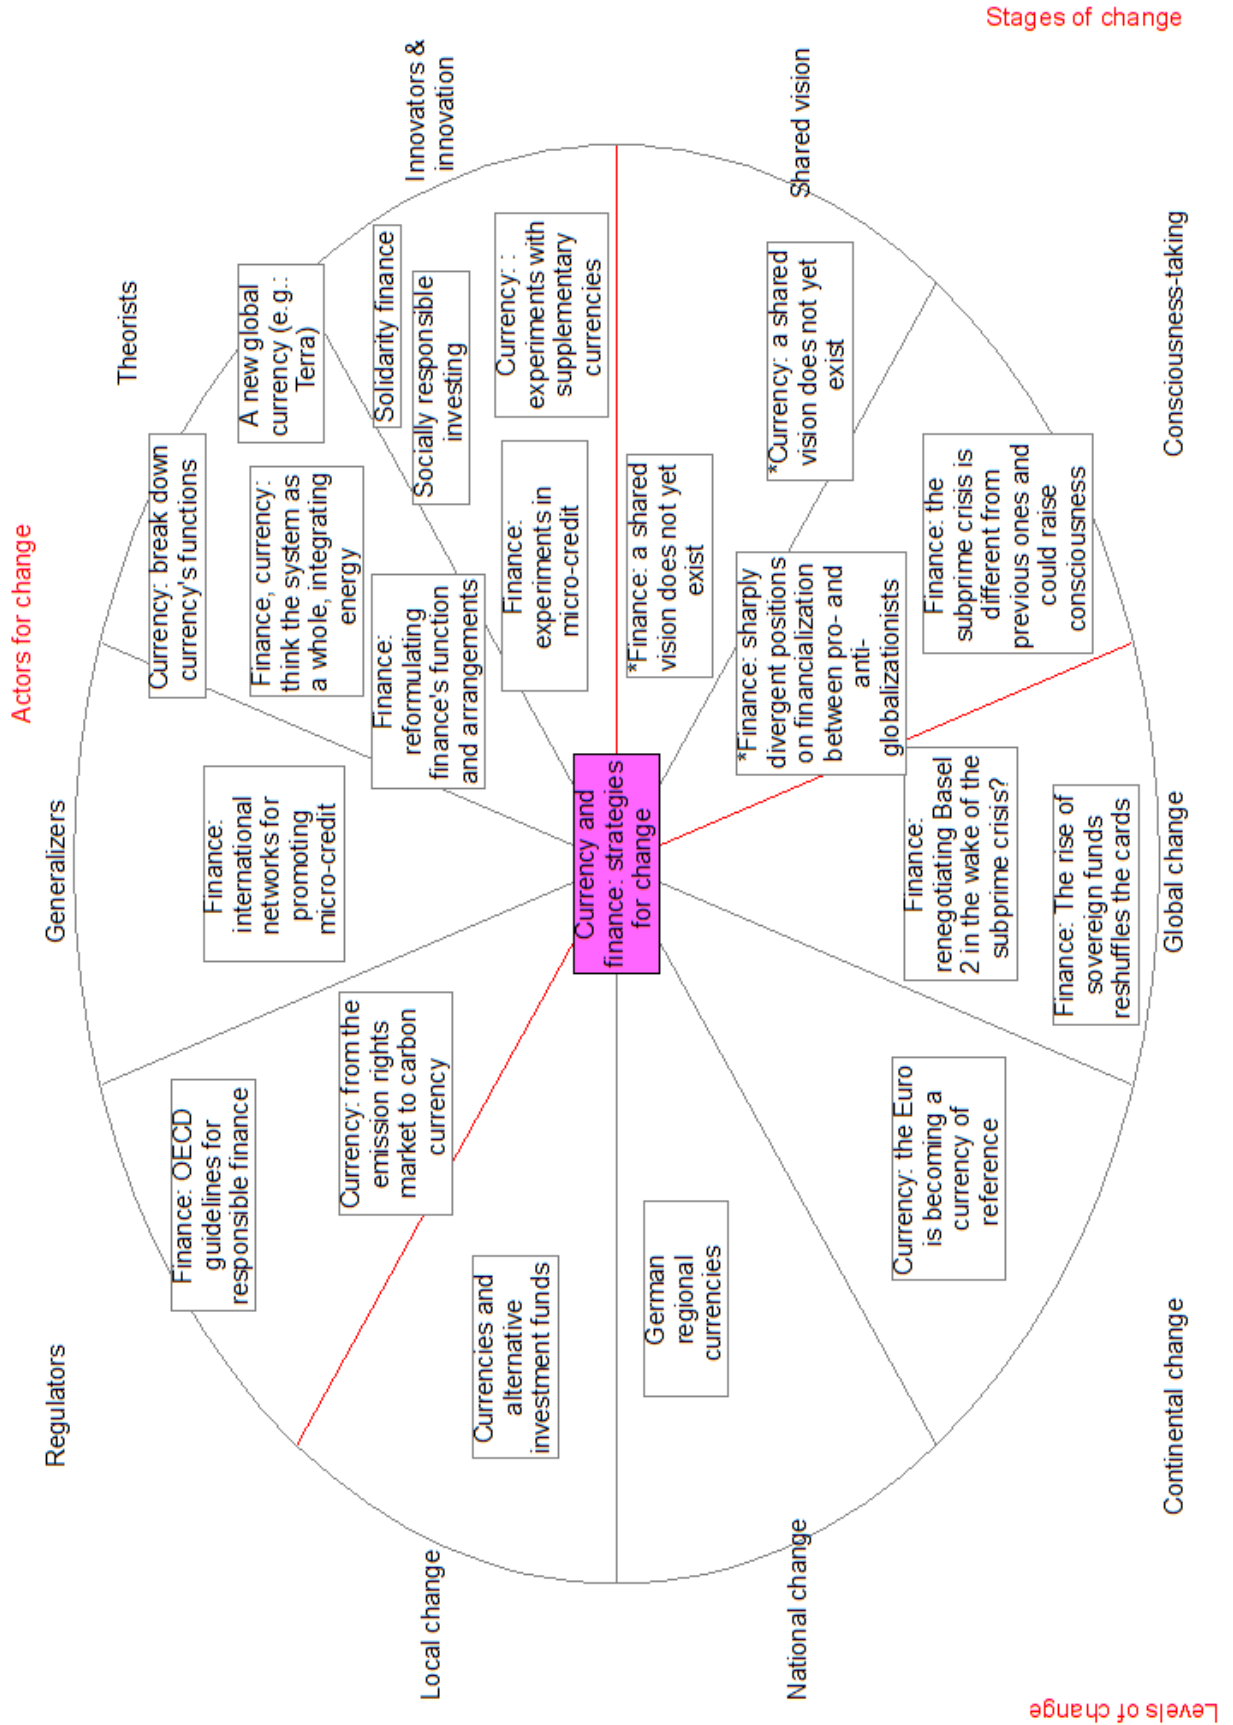 Stages of change
Actors for change
Levels of change
Currency and
finance: strategies
for change
Regulators
Finance: OECD
guidelines for
responsible finance
Currency: from the
emission rights
market to carbon
currency
Generalizers
Finance:
international
networks for
promoting
micro-credit
Theorists
Currency: break down
currency's functions
A new global
currency (e.g.:
Terra)
Finance, currency:
think the system as
a whole, integrating
energy
Finance:
reformulating
finance's function
and arrangements
Innovators &
innovation
Solidarity finance
Socially responsible
investing
Currency: :
experiments with
supplementary
currencies
Finance:
experiments in
micro-credit
Shared vision
*Finance: a shared
vision does not yet
exist
*Currency: a shared
vision does not yet
exist
Consciousness-taking
*Finance: sharply
divergent positions
on financialization
between pro- and
anti-
globalizationists
Finance: the
subprime crisis is
different from
previous ones and
could raise
consciousness
Global change
Finance:
renegotiating Basel
2 in the wake of the
subprime crisis?
Finance: The rise of
sovereign funds
reshuffles the cards
Continental change
Currency: the Euro
is becoming a
currency of
reference
National change
German
regional
currencies
Local change
Currencies and
alternative
investment funds